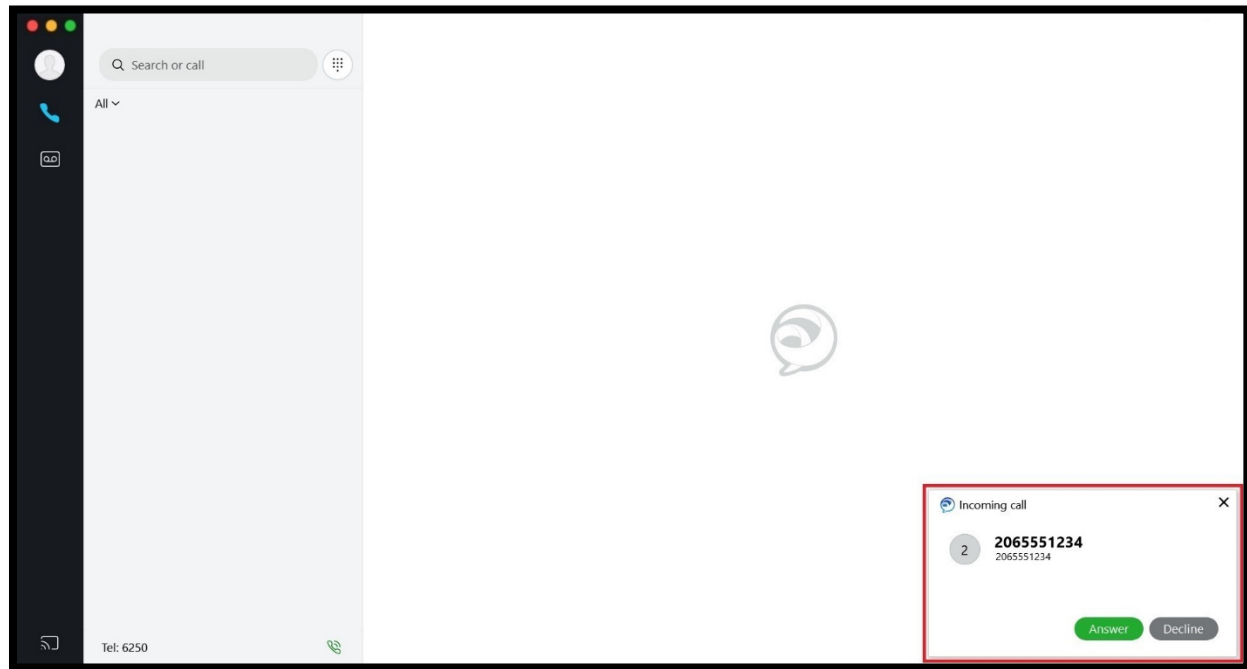 Search or call
All
Tel: 6250
Incoming call
2
2065551234
2065551234
Answer
Decline